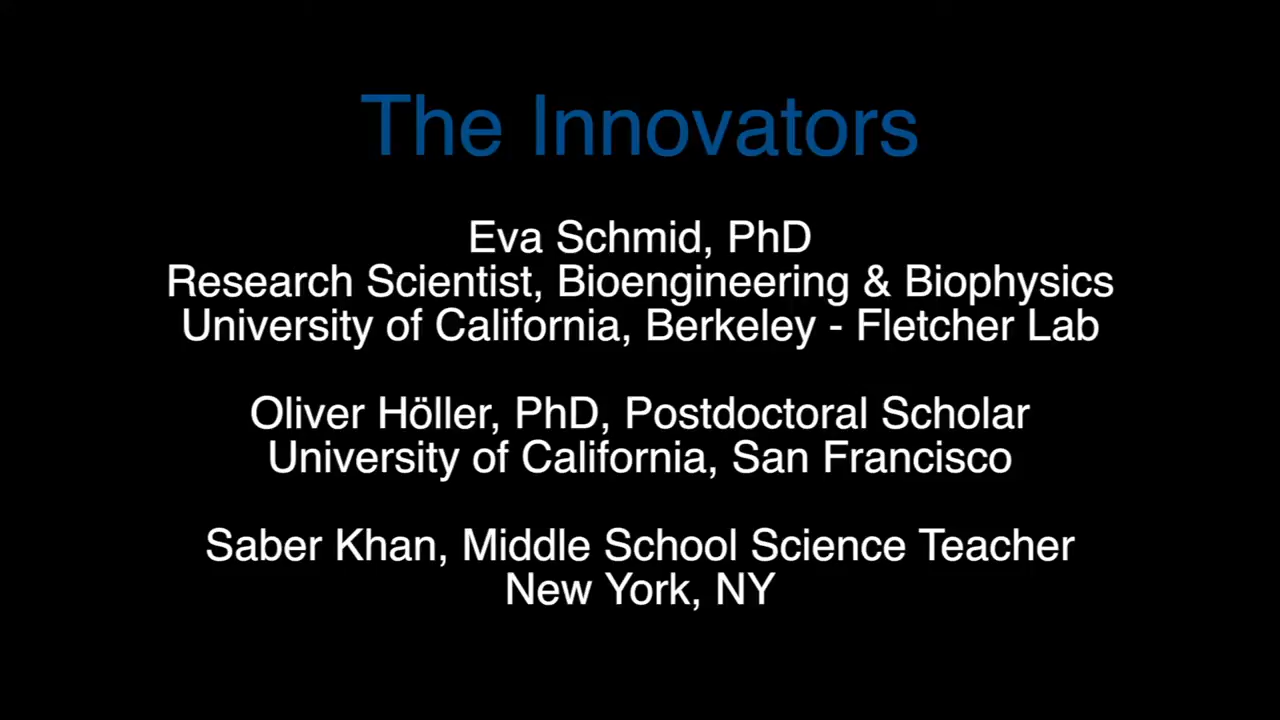 The Innovators
Eva Schmid, PhD
Research Scientist, Bioengineering & Biophysics
University of California, Berkeley - Fletcher Lab
Oliver Höller, PhD, Postdoctoral Scholar
University of California, San Francisco
Saber Khan, Middle School Science Teacher
New York, NY